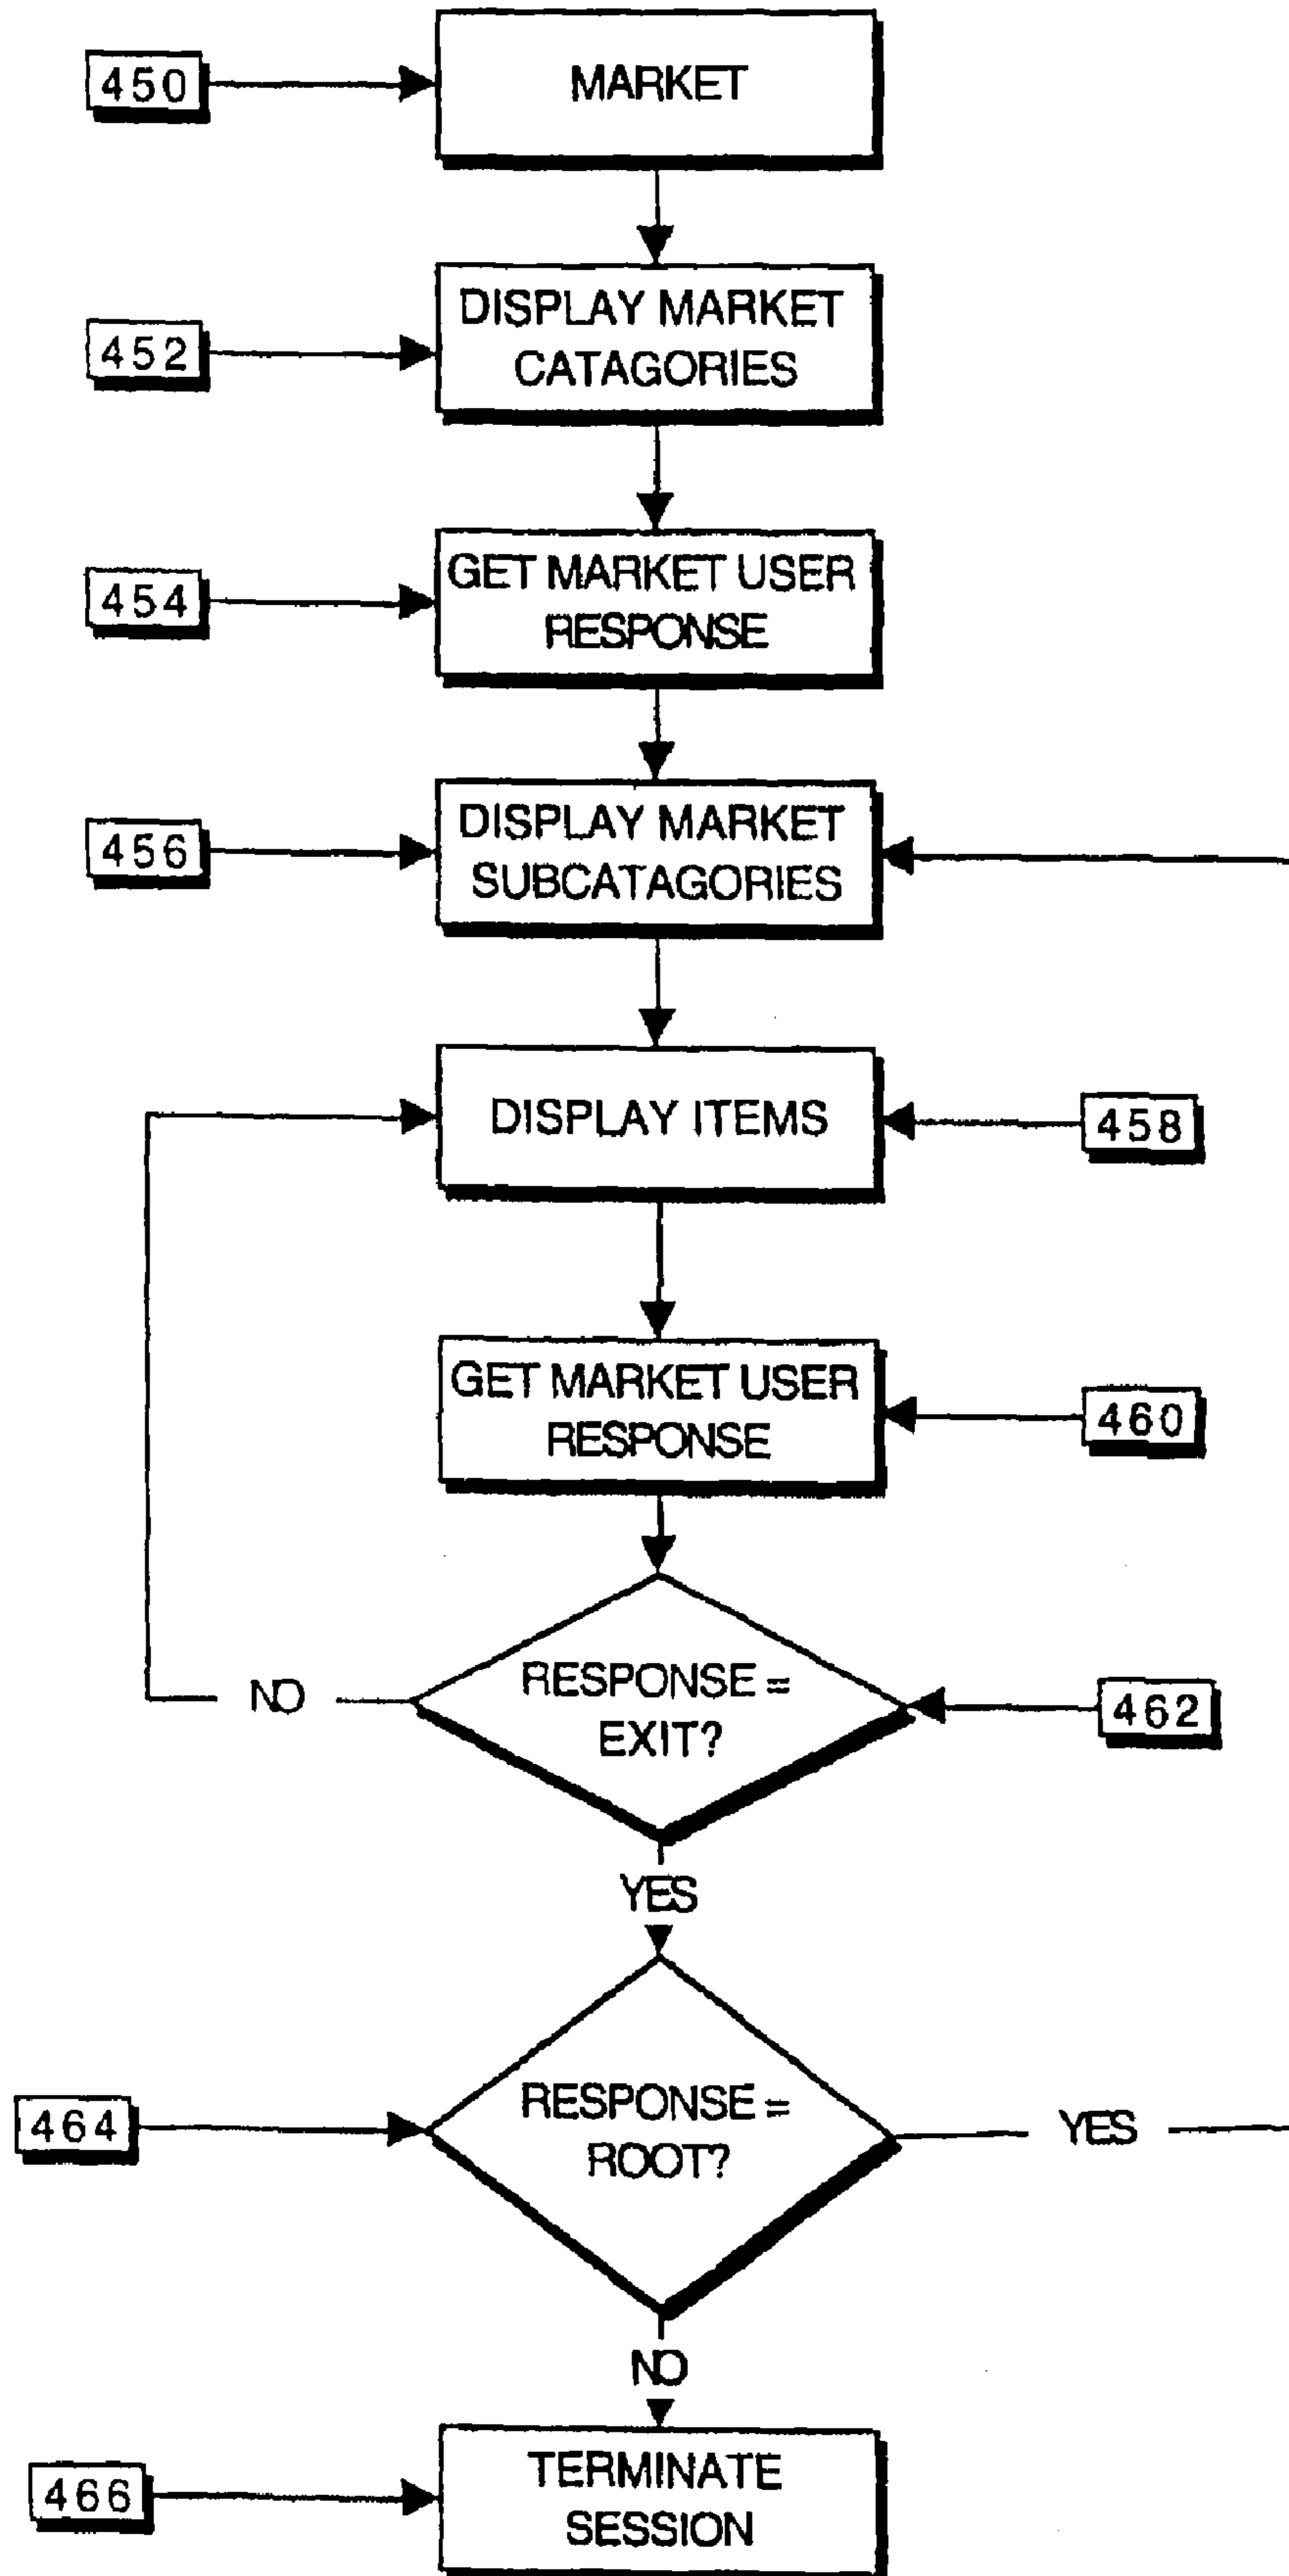 450
MARKET
452
DISPLAY MARKET
CATAGORIES
454
GET MARKET USER
RESPONSE
456
DISPLAY MARKET
SUBCATAGORIES
DISPLAY ITEMS
458
GET MARKET USER
RESPONSE
460
RESPONSE =
EXIT?
NO
462
YES
464
RESPONSE =
ROOT?
YES
NO
466
TERMINATE
SESSION